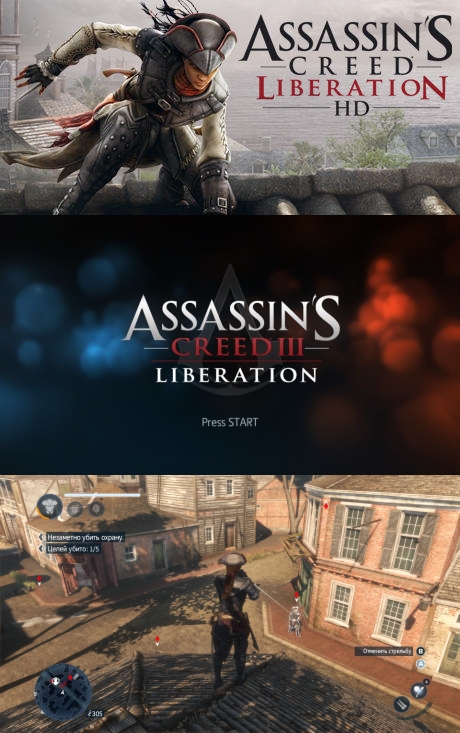 ASSASSIN'S
CREED
LIBERATION
HD
ASSASSIN'S
CREED III
LIBERATION
Press START
Незаметно убить охрану.
Целей убито: 1/5
Отменить стрельбу
B
A
305